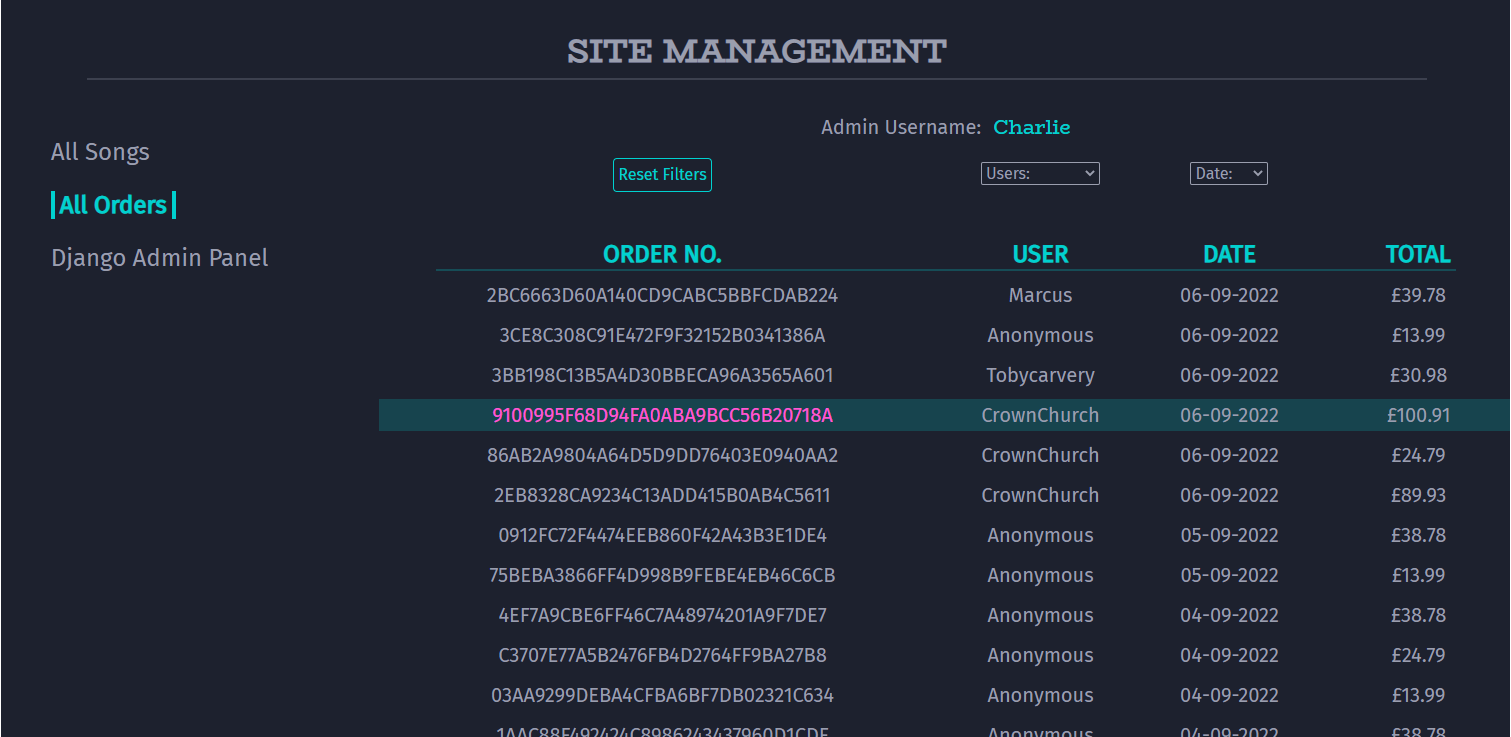 SITE MANAGEMENT
Admin Username: Charlie
All Songs
All Orders
Django Admin Panel
Reset Filters Users: Date:
ORDER NO. USER DATE TOTAL
2BC6663D60A140CD9CABC5BBFCDAB224 Marcus 06-09-2022 £39.78
3CE8C308C91E472F9F32152B0341386A Anonymous 06-09-2022 £13.99
3BB198C13B5A4D30BBECA96A3565A601 Tobycarvery 06-09-2022 £30.98
9100995F68D94FA0ABA9BCC56B20718A CrownChurch 06-09-2022 £100.91
86AB2A9804A64D5D9DD76403E0940AA2 CrownChurch 06-09-2022 £24.79
2EB8328CA9234C13ADD415B0AB4C5611 CrownChurch 06-09-2022 £89.93
0912FC72F4474EEB860F42A43B3E1DE4 Anonymous 05-09-2022 £38.78
75BEBA3866FF4D998B9FEBE4EB46C6CB Anonymous 05-09-2022 £13.99
4EF7A9CBE6FF46C7A48974201A9F7DE7 Anonymous 04-09-2022 £38.78
C3707E77A5B2476FB4D2764FF9BA27B8 Anonymous 04-09-2022 £24.79
03AA9299DEBA4CFBA6BF7DB02321C634 Anonymous 04-09-2022 £13.99
Anonymous 04-09-2022 £38.78